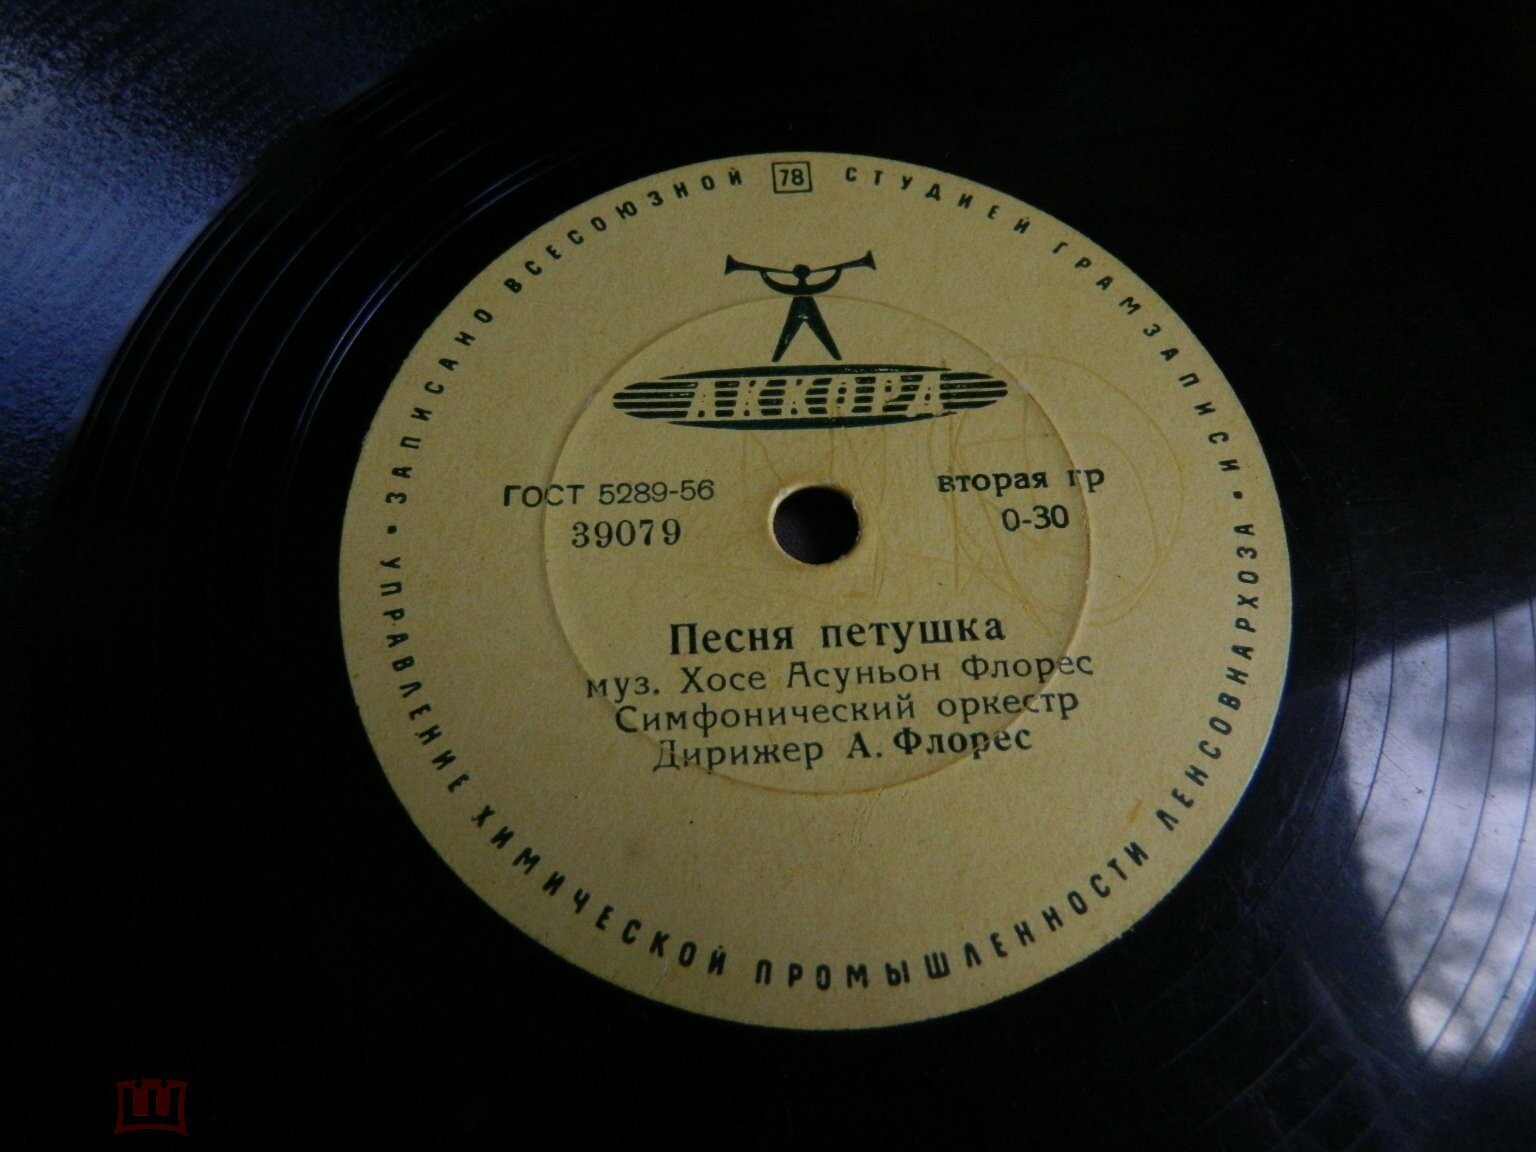 ЗАПИСАНО ВСЕСОЮЗНОЙ 78 СТУДИЕЙ ГРАМЗАПИСИ
АККОРД
ГОСТ 5289-56
вторая гр
39079
0-30
Песня петушка
муз. Хосе Асуньон Флорес
Симфонический оркестр
Дирижер А. Флорес
УПРАВЛЕНИЕ ХИМИЧЕСКОЙ ПРОМЫШЛЕННОСТИ ЛЕНСОВНАРХОЗА